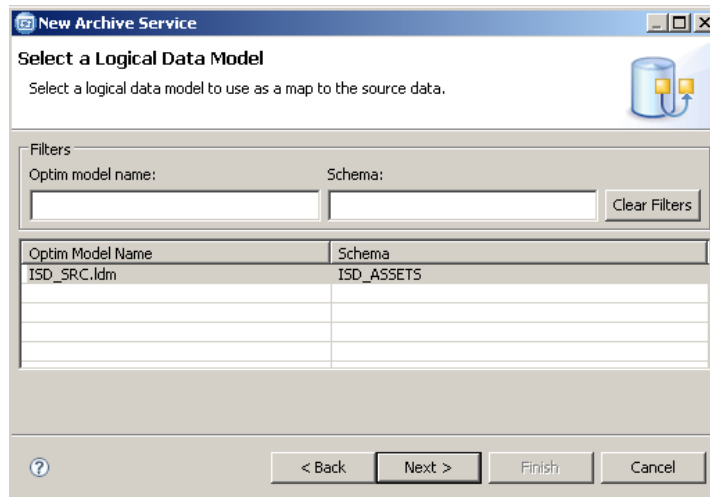 New Archive Service
Select a Logical Data Model
Select a logical data model to use as a map to the source data.
Filters
Optim model name: Schema:
Clear Filters
Optim Model Name Schema
ISD_SRC.ldm ISD_ASSETS
? < Back Next > Finish Cancel